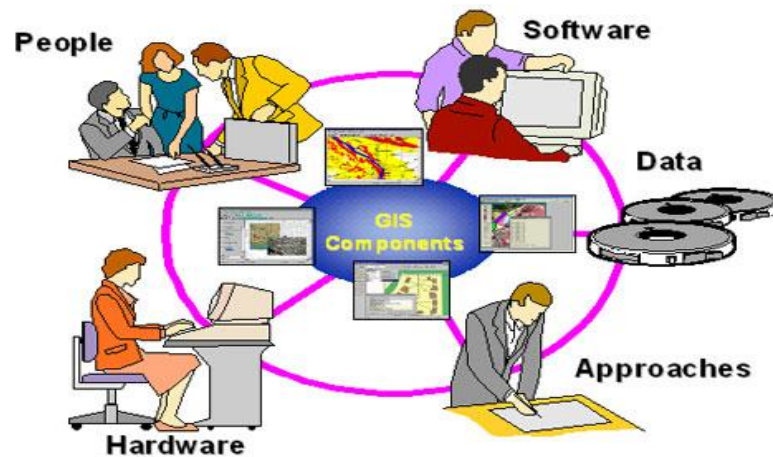 People
Software
Data
GIS
Components
Approaches
Hardware